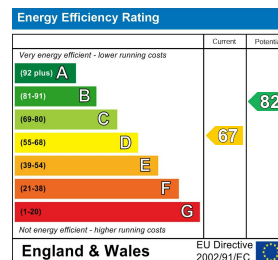 Energy Efficiency Rating
Current Potenti
Very energy efficient - lower running costs
(92 plus) A
(81-91) B
82
(69-80) C
(55-68) D
67
(39-54) E
(21-38) F
(1-20) G
Not energy efficient - higher running costs
England & Wales
EU Directive
2002/91/EC